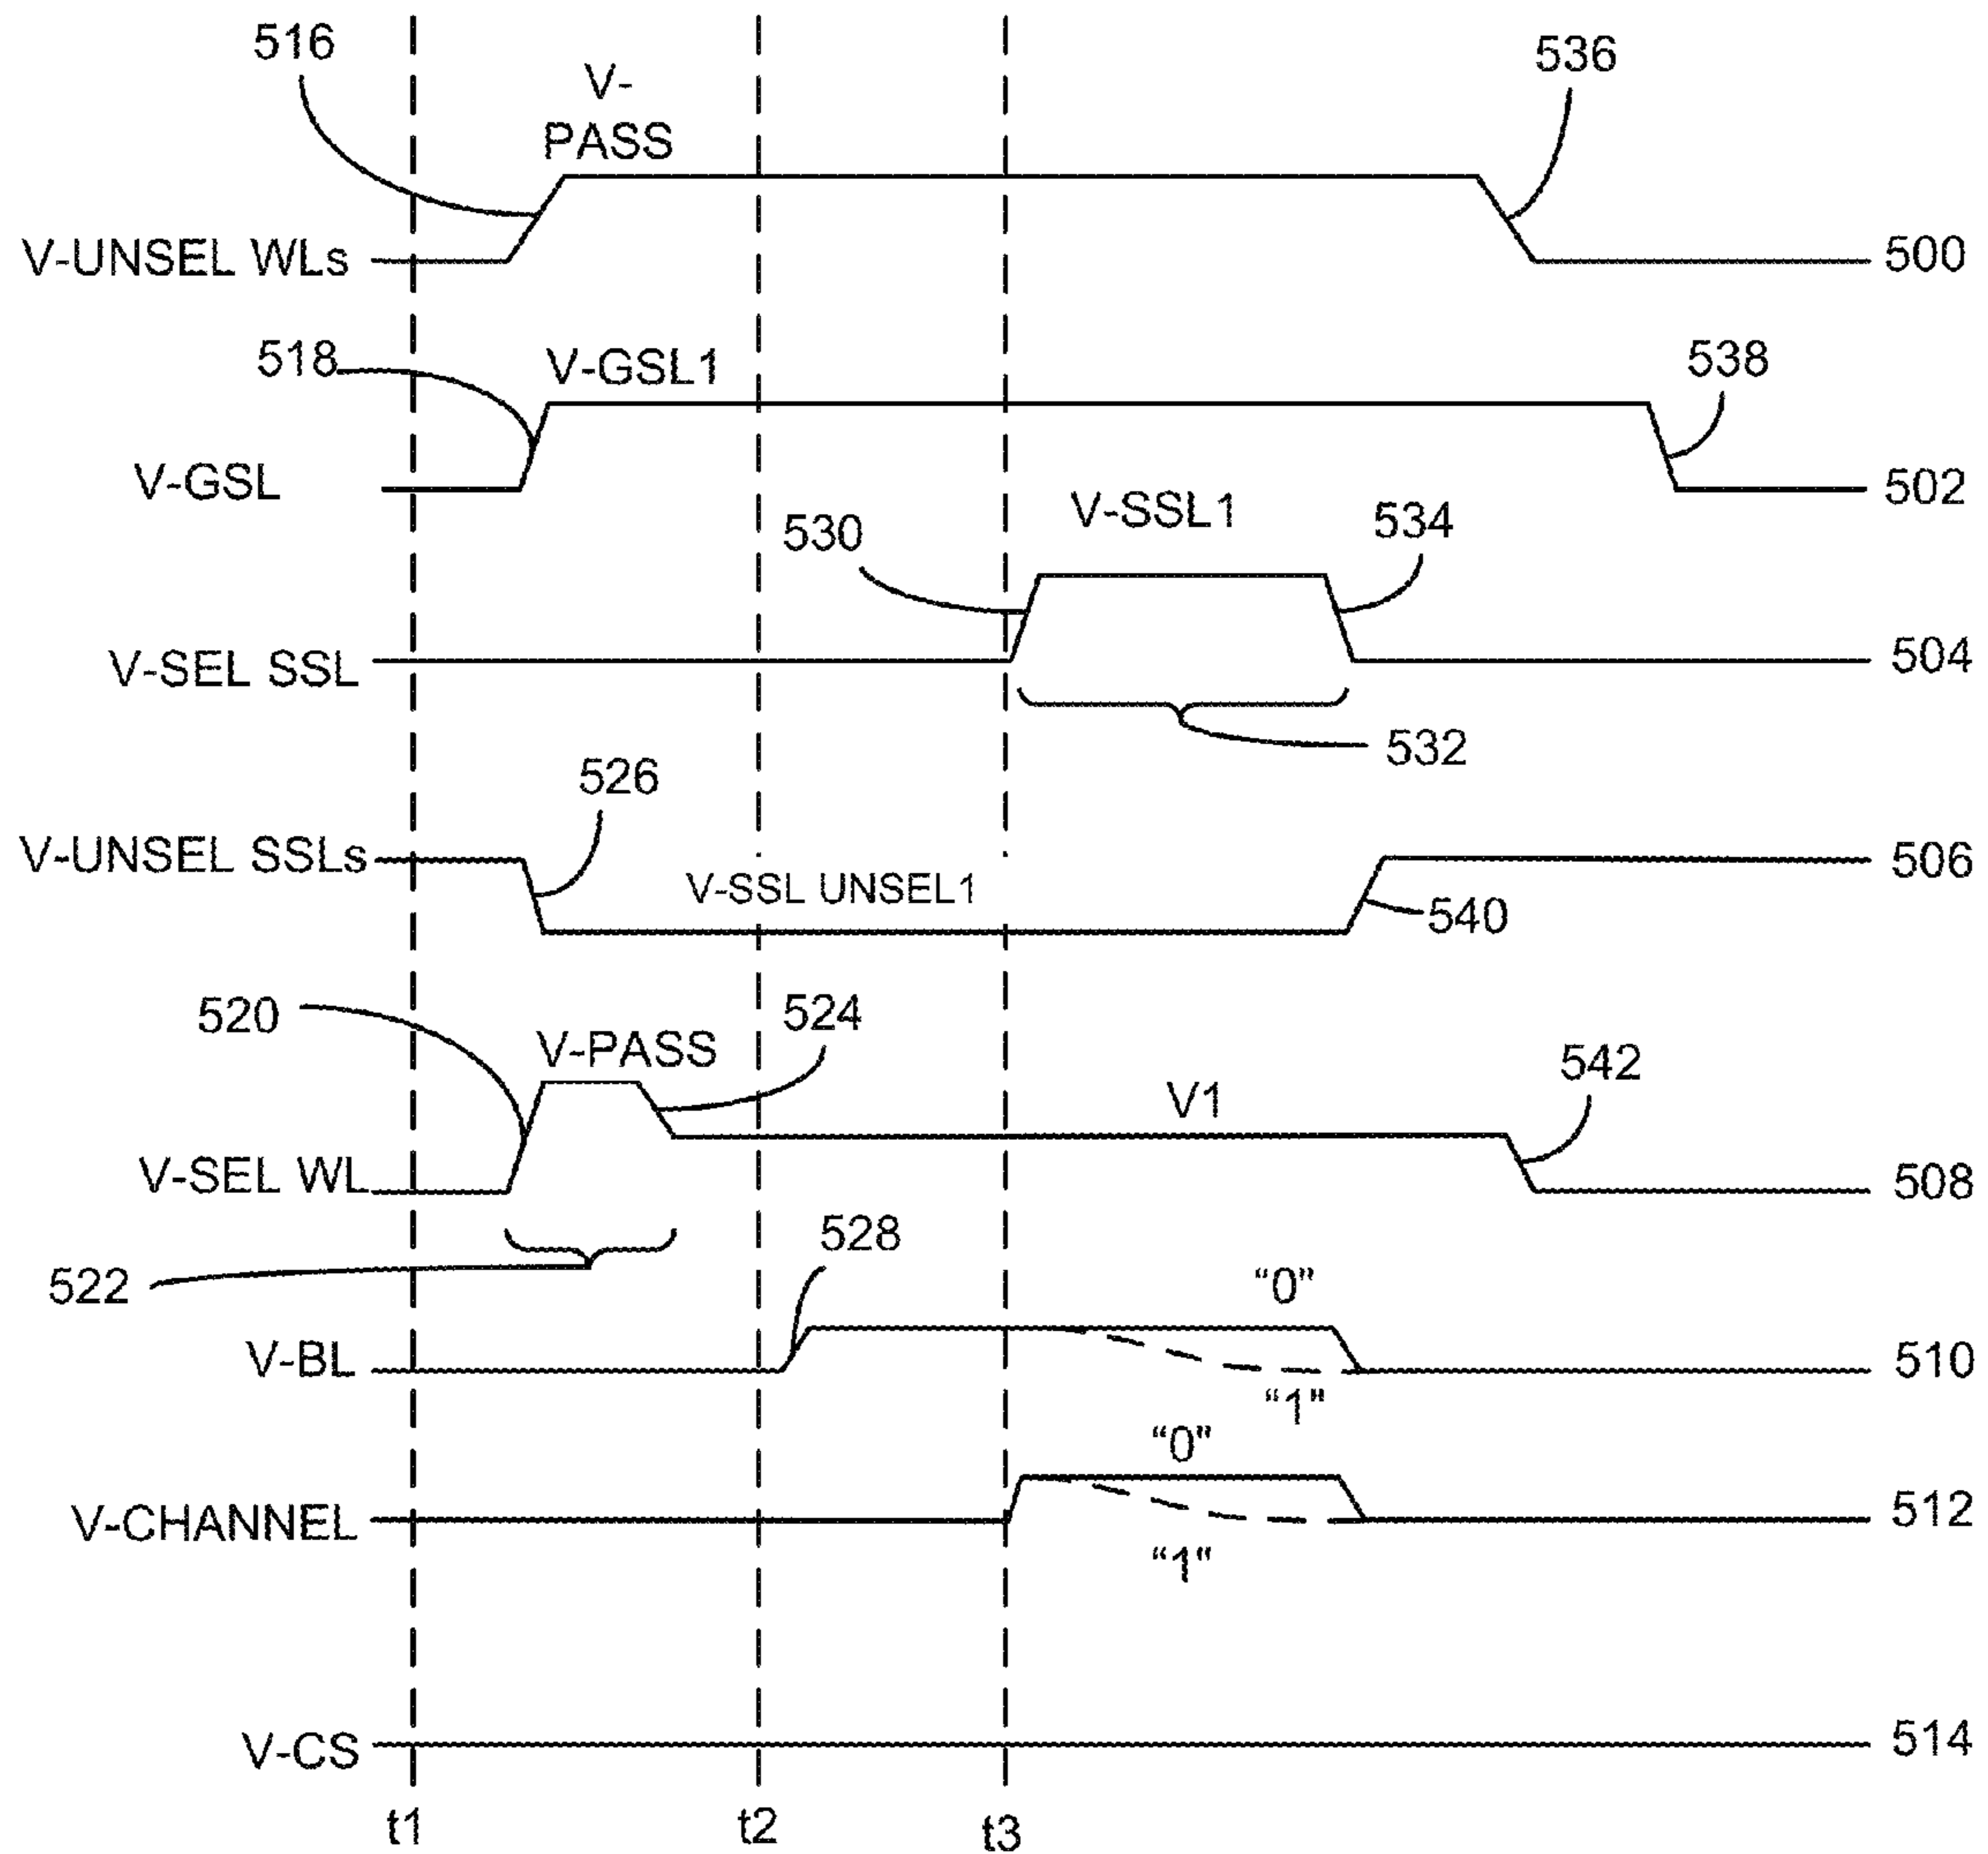 516
V-
PASS
536
V-UNSEL WLs
500
518
V-GSL1
538
V-GSL
502
530
V-SSL1
534
V-SEL SSL
504
532
526
V-UNSEL SSLs
506
V-SSL UNSEL1
540
520
V-PASS
524
V1
542
V-SEL WL
508
522
528
"0"
V-BL
510
"1"
"0"
V-CHANNEL
512
"1"
V-CS
514
t1
t2
t3